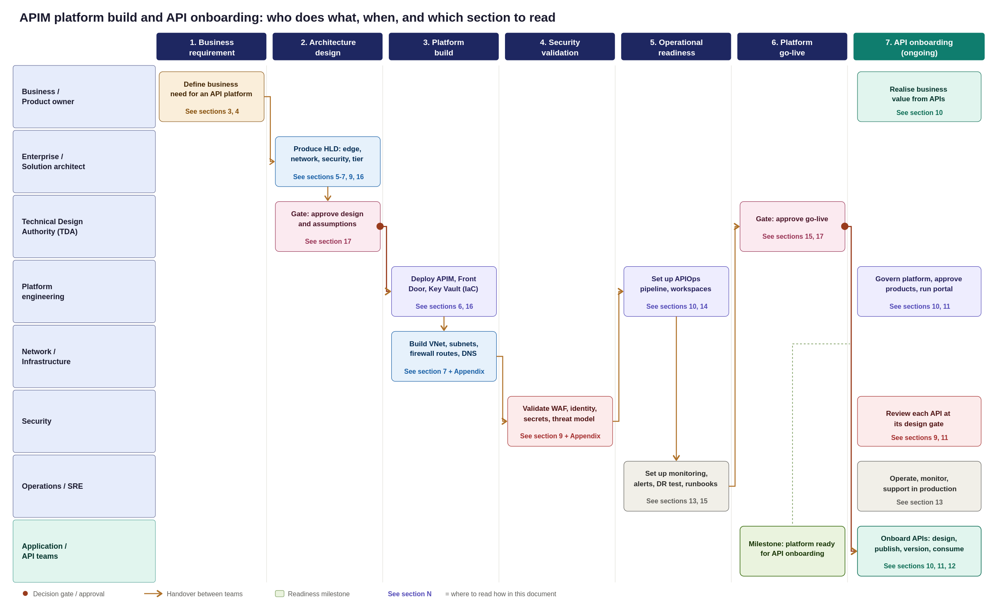 APIM platform build and API onboarding: who does what, when, and which section to read
1. Business
requirement
2. Architecture
design
3. Platform
build
4. Security
validation
5. Operational
readiness
6. Platform
go-live
7. API onboarding
(ongoing)
Business /
Product owner
Define business
need for an API platform
See sections 3, 4
Realise business
value from APIs
See section 10
Enterprise /
Solution architect
Produce HLD: edge,
network, security, tier
See sections 5-7, 9, 16
Technical Design
Authority (TDA)
Gate: approve design
and assumptions
See section 17
Gate: approve go-live
See sections 15, 17
Platform
engineering
Deploy APIM, Front
Door, Key Vault (IaC)
See sections 6, 16
Set up APIOps
pipeline, workspaces
See sections 10, 14
Govern platform, approve
products, run portal
See sections 10, 11
Network /
Infrastructure
Build VNet, subnets,
firewall routes, DNS
See section 7 + Appendix
Security
Validate WAF, identity,
secrets, threat model
See section 9 + Appendix
Review each API at
its design gate
See sections 9, 11
Operations / SRE
Set up monitoring,
alerts, DR test, runbooks
See sections 13, 15
Operate, monitor,
support in production
See section 13
Application /
API teams
Milestone: platform ready
for API onboarding
Onboard APIs: design,
publish, version, consume
See sections 10, 11, 12
Decision gate / approval
Handover between teams
Readiness milestone
See section N = where to read how in this document